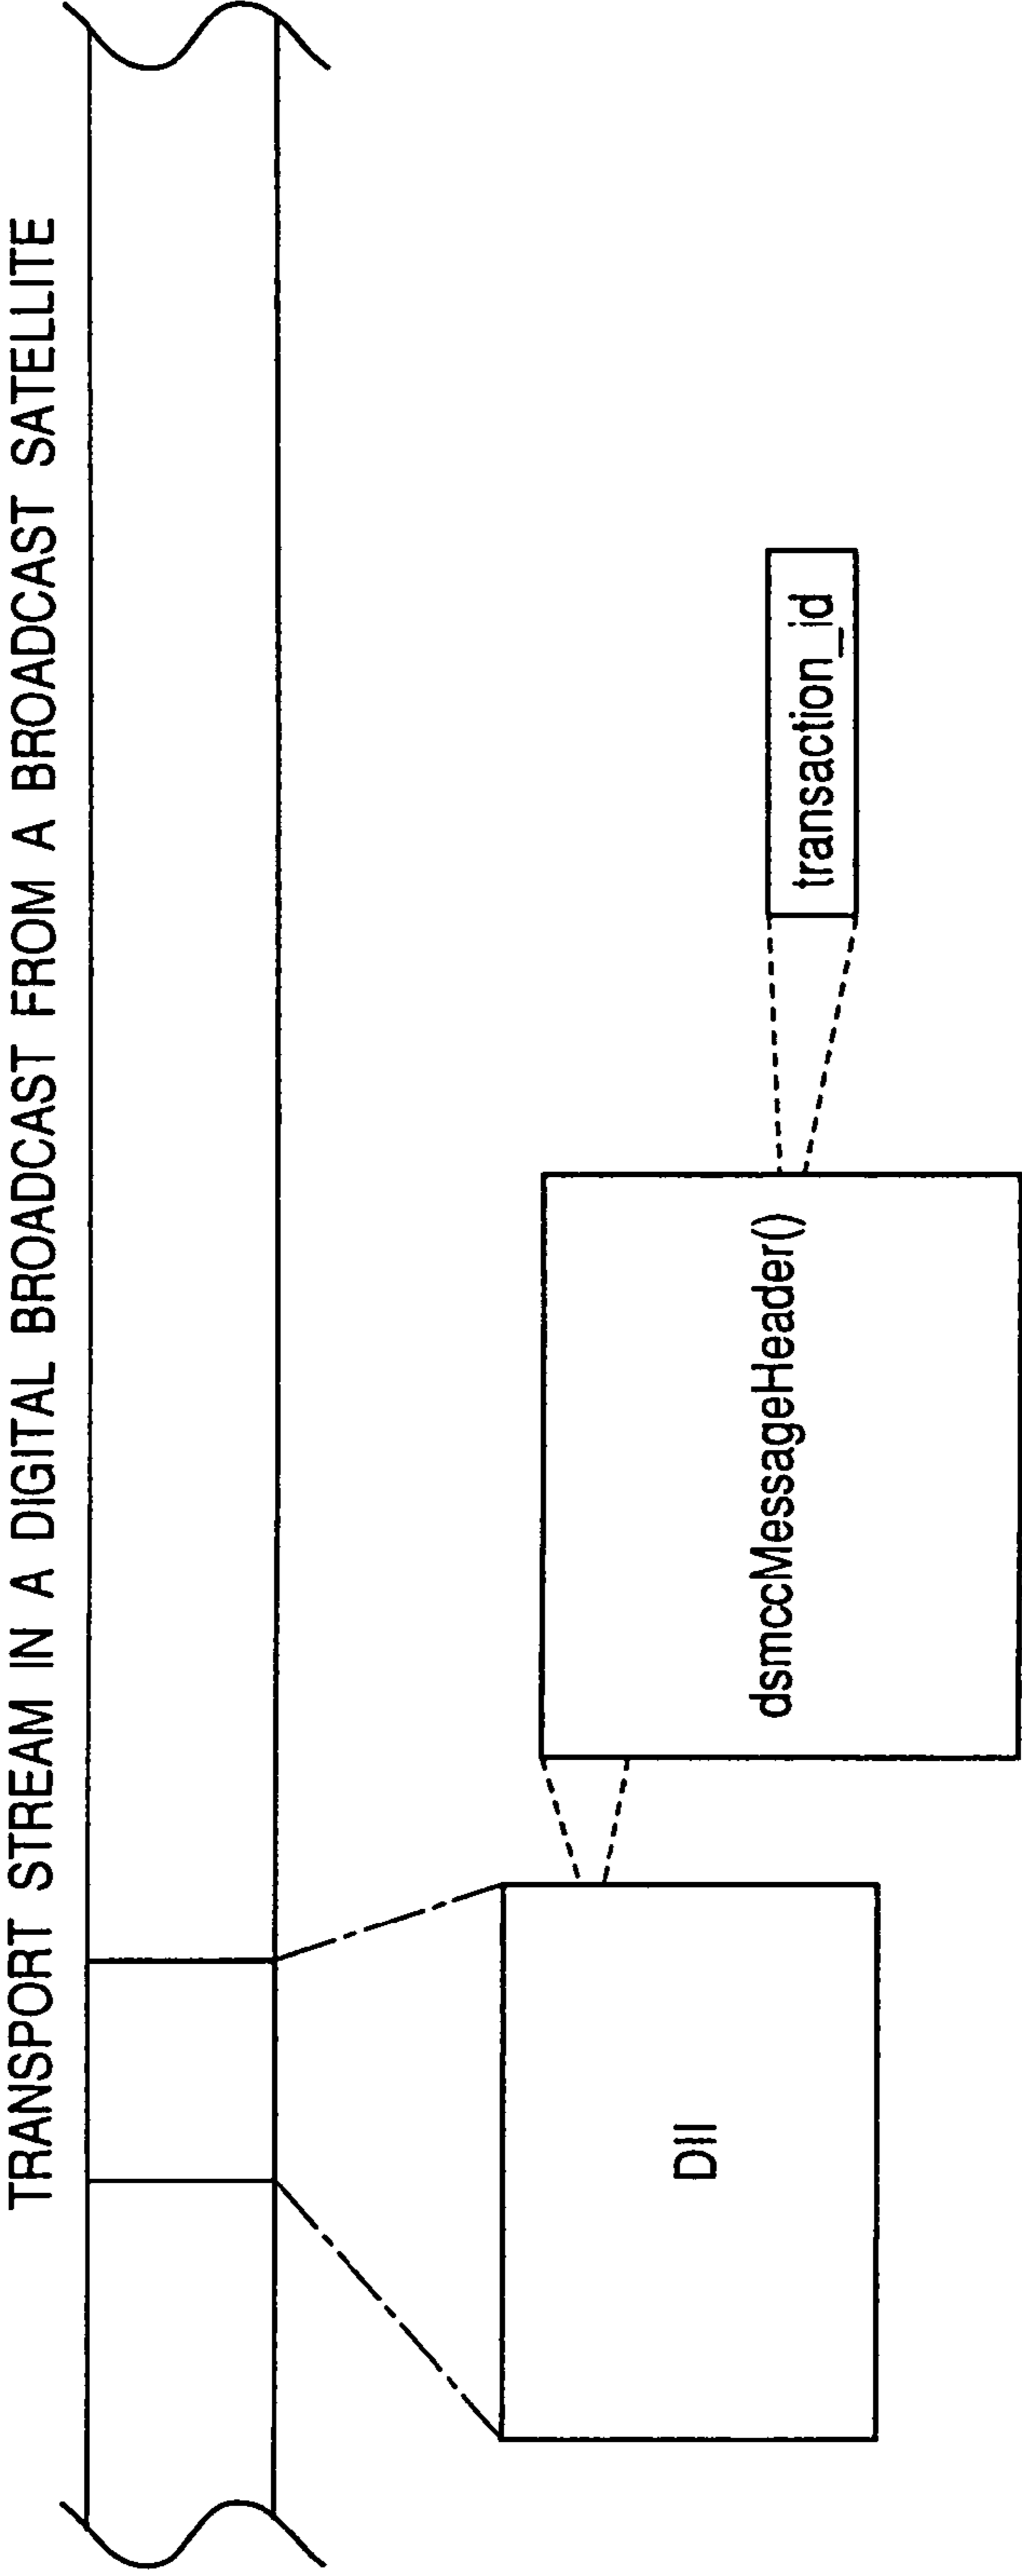 TRANSPORT STREAM IN A DIGITAL BROADCAST FROM A BROADCAST SATELLITE
DII
dsmccMessageHeader()
transaction_id